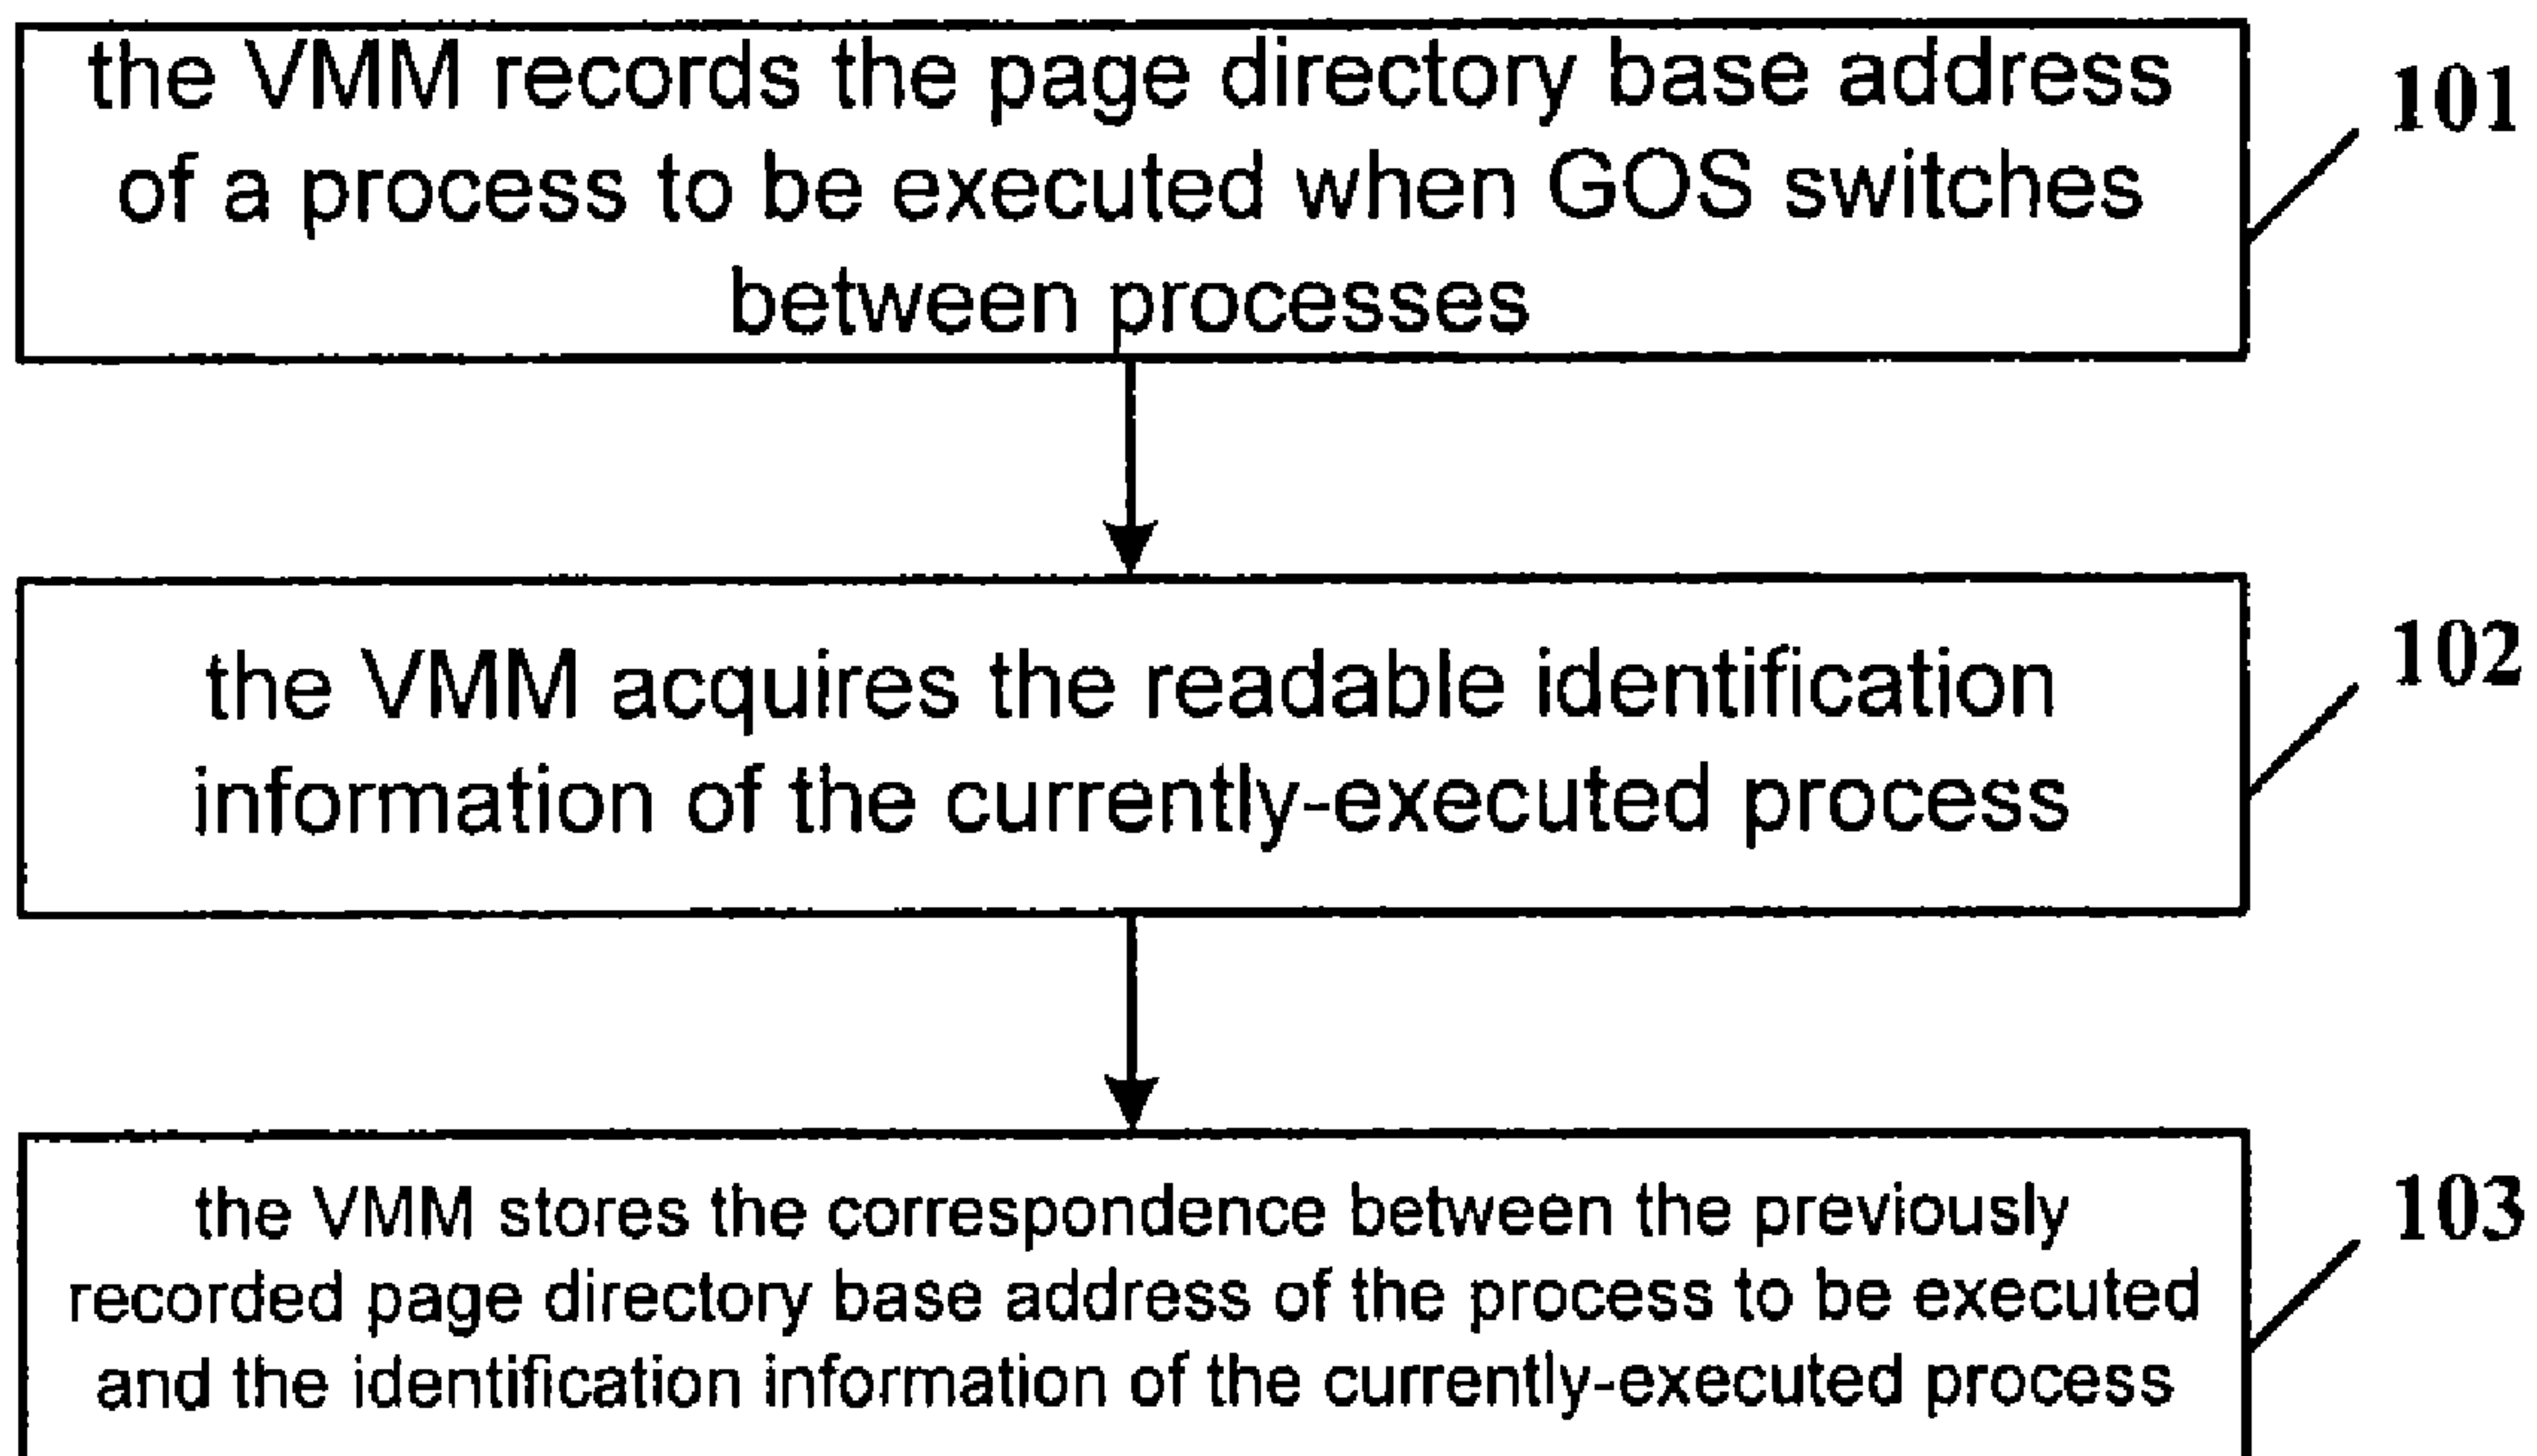 the VMM records the page directory base address
of a process to be executed when GOS switches
between processes
101
the VMM acquires the readable identification
information of the currently-executed process
102
the VMM stores the correspondence between the previously
recorded page directory base address of the process to be executed
and the identification information of the currently-executed process
103